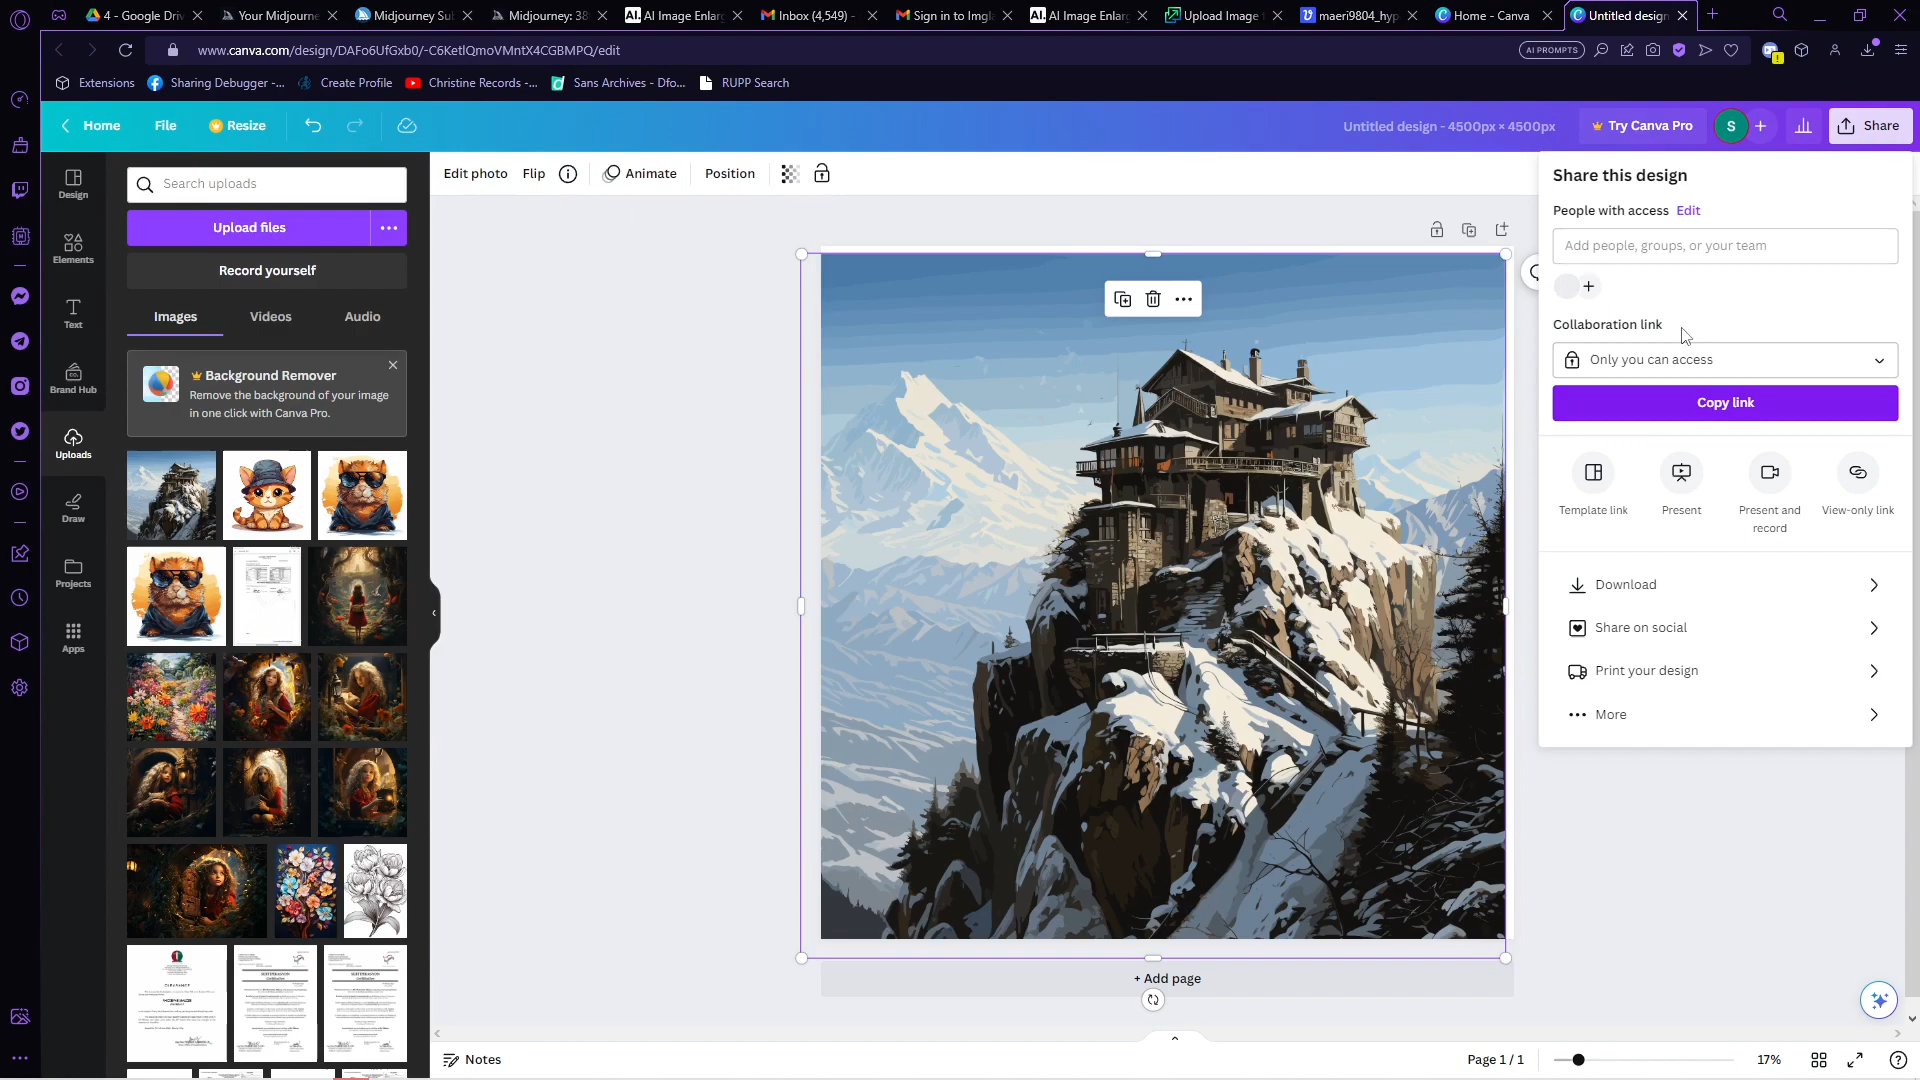 4 - Google Driv
Your Midjourne
Midjourney Su
Midjourney: 38
AI. AI Image Enlarg
Inbox (4,549) -
Sign in to Imgla
AI. AI Image Enlarg
Upload Image
maeri9804_hyp
Home - Canva
Untitled design
www.canva.com/design/DAFo6UfGxb0/-C6KetlQmoVMntX4CGBMPQ/edit
AI PROMPTS
Extensions
Sharing Debugger -...
Create Profile
Christine Records -...
Sans Archives - Dfo...
RUPP Search
Home
File
Resize
Untitled design - 4500px × 4500px
Try Canva Pro
S
Share
Design
Elements
Text
Brand Hub
Uploads
Draw
Projects
Apps
Search uploads
Upload files
Record yourself
Images
Videos
Audio
Background Remover
Remove the background of your image
in one click with Canva Pro.
Edit photo
Flip
Animate
Position
+ Add page
Share this design
People with access Edit
Add people, groups, or your team
Collaboration link
Only you can access
Copy link
Template link
Present
Present and
record
View-only link
Download
Share on social
Print your design
More
Notes
Page 1 / 1
17%